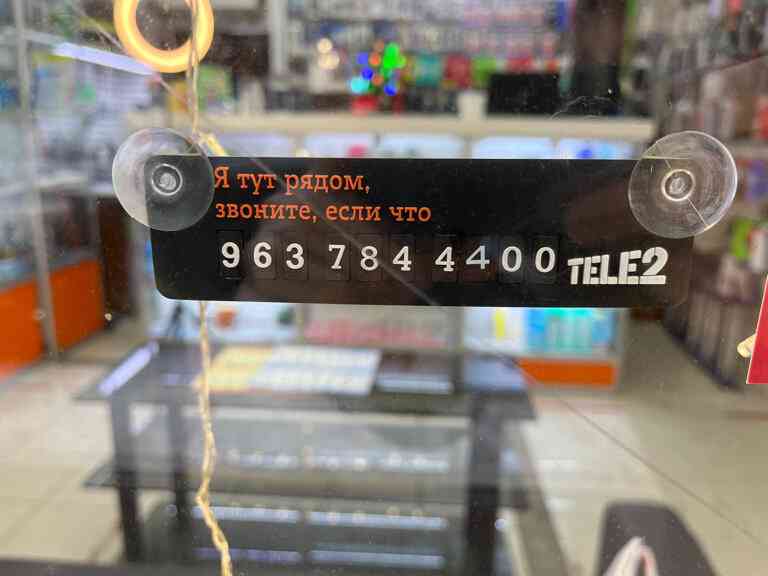 Я тут рядом,
звоните, если что
963 784 4400 TELE2